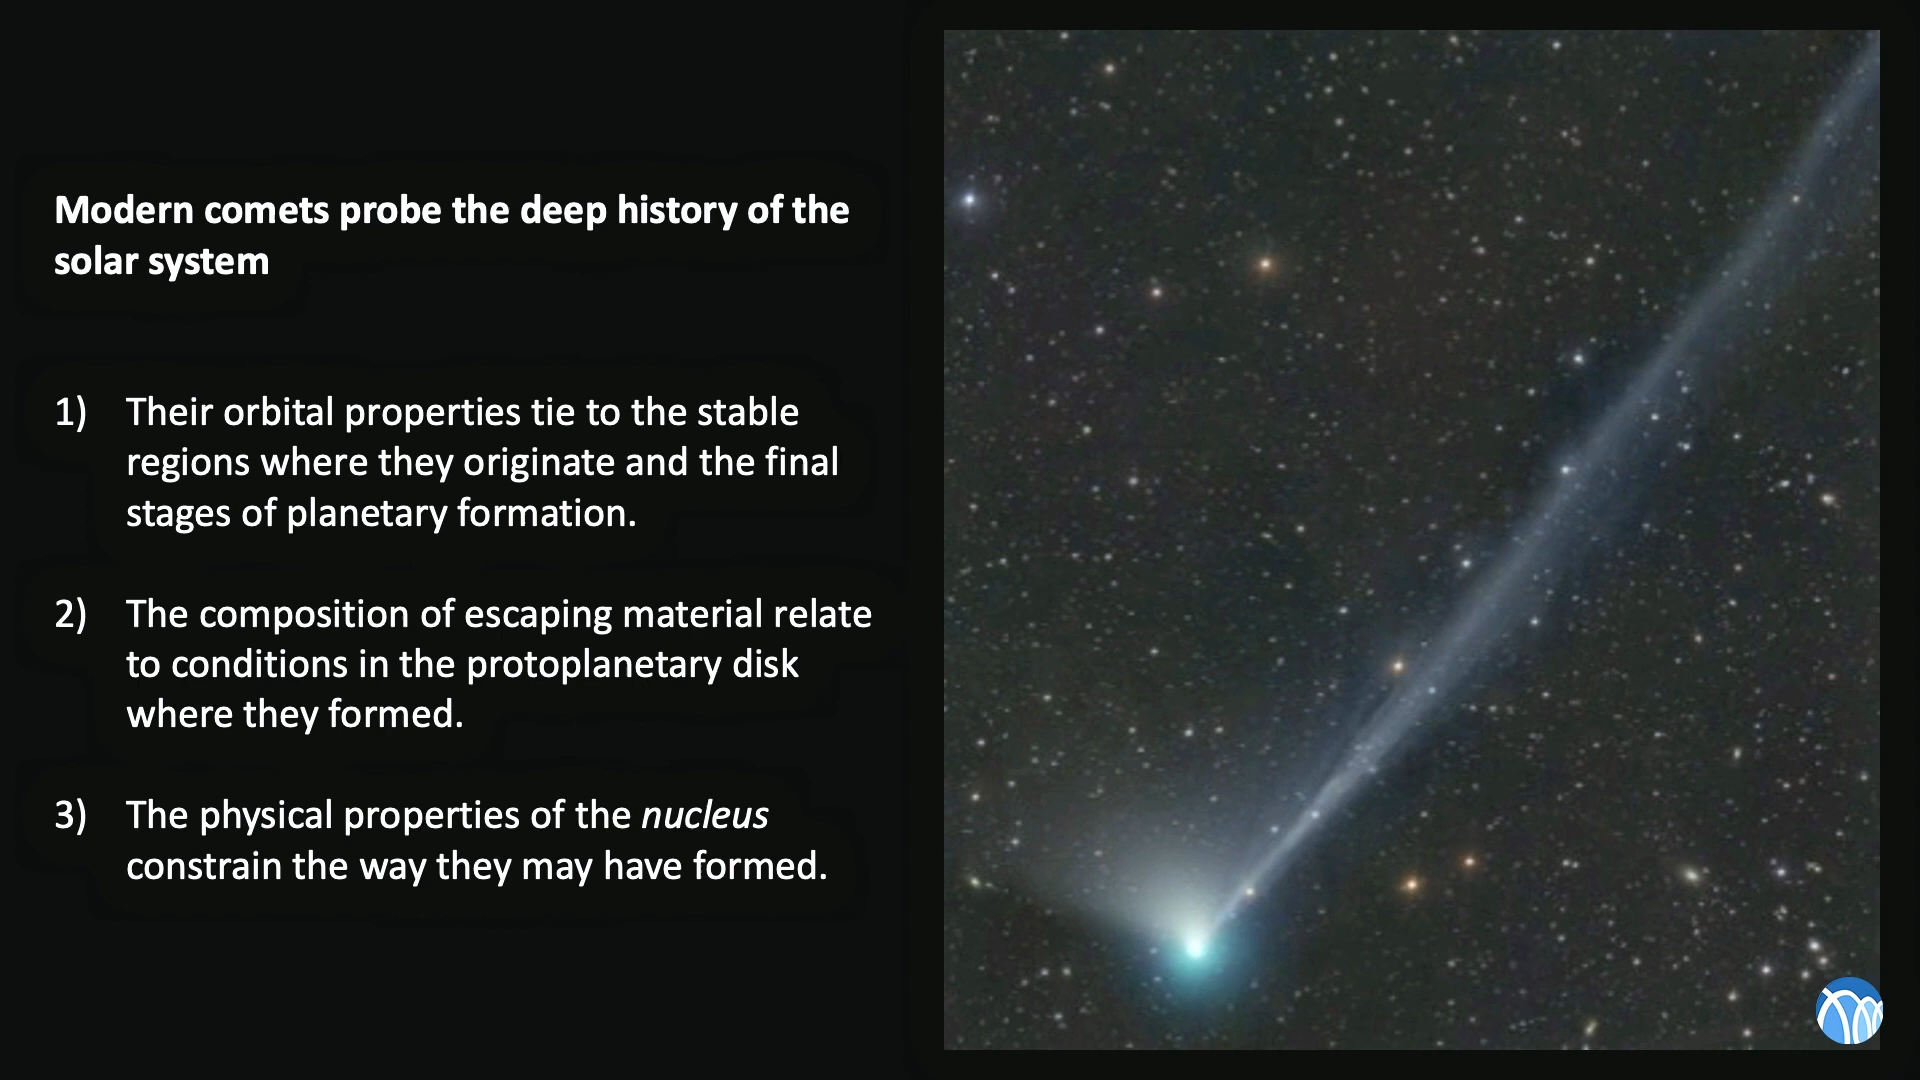 Modern comets probe the deep history of the
solar system
1) Their orbital properties tie to the stable
regions where they originate and the final
stages of planetary formation.
2) The composition of escaping material relate
to conditions in the protoplanetary disk
where they formed.
3) The physical properties of the nucleus
constrain the way they may have formed.